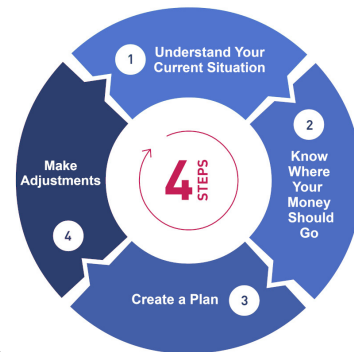 1
Understand Your
Current Situation
2
Know
Where
Your
Money
Should
Go
3
Create a Plan
4
Make
Adjustments
4
STEPS